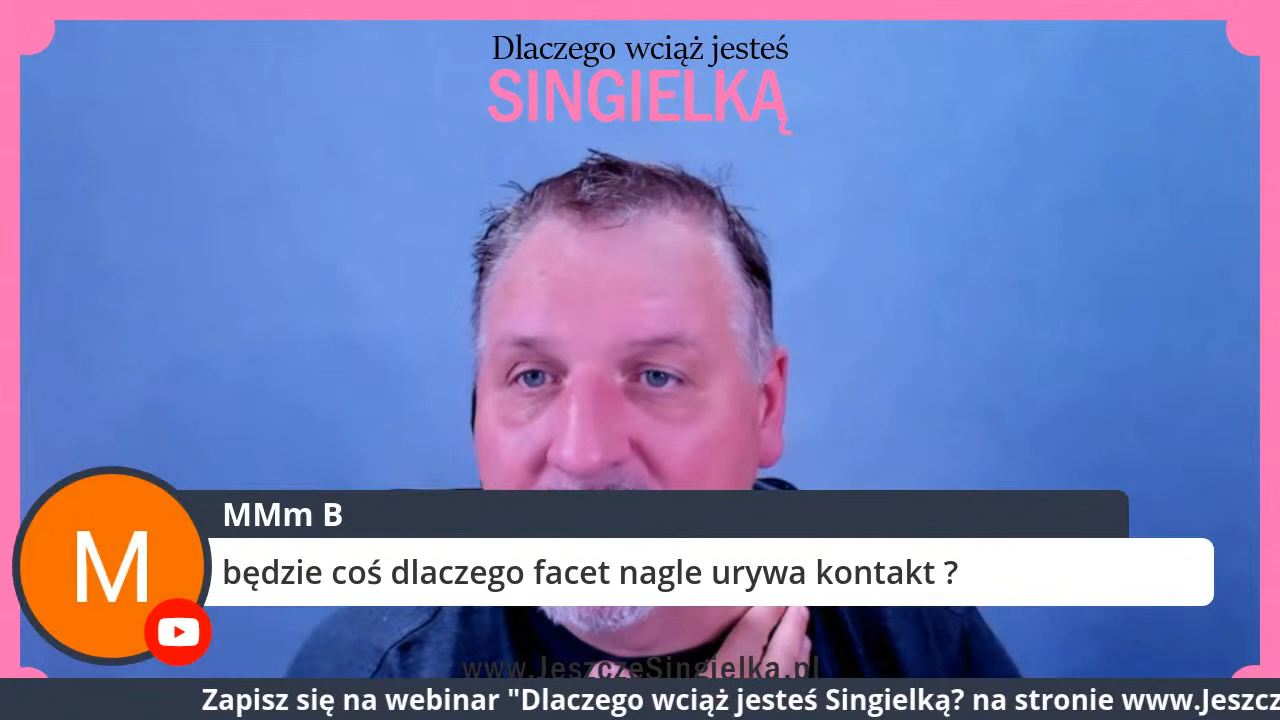 Dlaczego wciąż jesteś
SINGIELKĄ
MMm B
M
będzie coś dlaczego facet nagle urywa kontakt ?
www.JeszczeSingielka.pl
Zapisz się na webinar "Dlaczego wciąż jesteś Singielką? na stronie www.Jeszcz